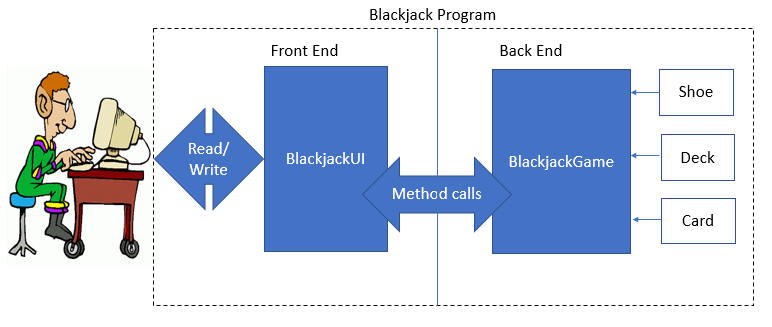 Blackjack Program
Front End
Back End
Read/
Write
BlackjackUI
Method calls
BlackjackGame
Shoe
Deck
Card